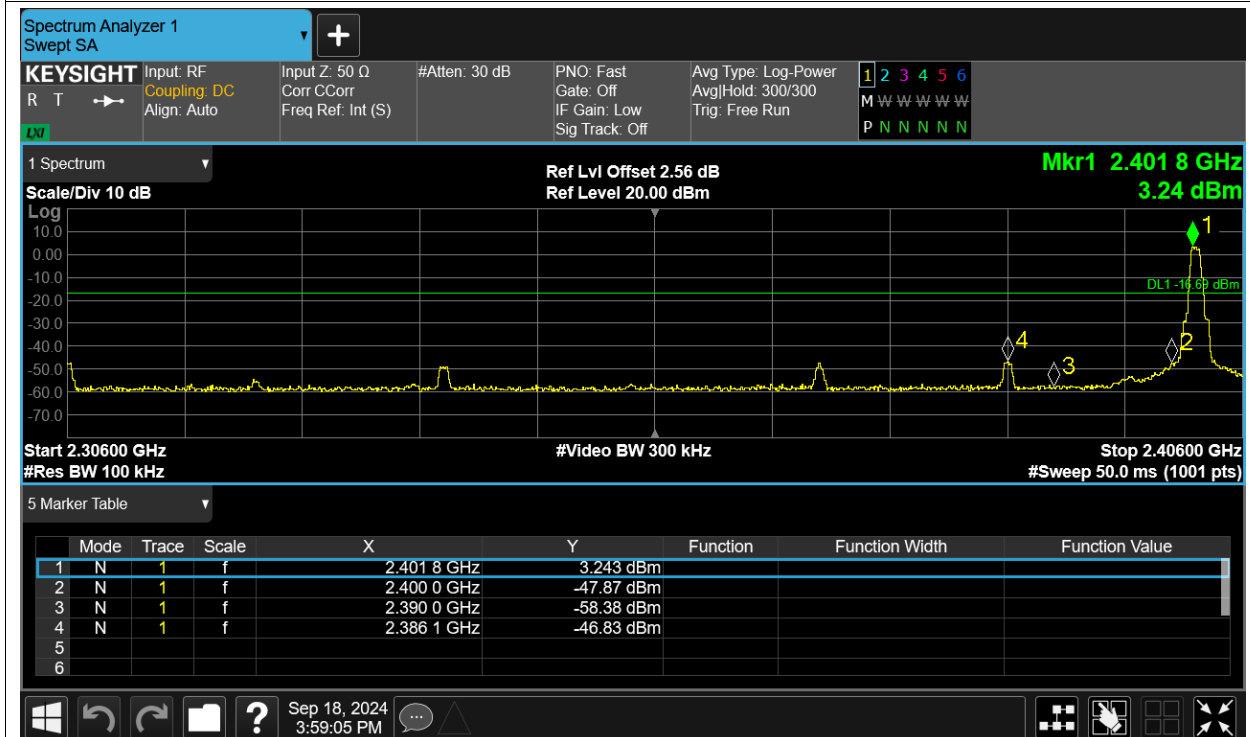 Spectrum Analyzer 1
Swept SA
+
KEYSIGHT
R T
LXI
Input: RF
Coupling: DC
Align: Auto
Input Z: 50 Ω
Corr CCorr
Freq Ref: Int (S)
#Atten: 30 dB
PNO: Fast
Gate: Off
IF Gain: Low
Sig Track: Off
Avg Type: Log-Power
Avg|Hold: 300/300
Trig: Free Run
1 2 3 4 5 6
M W W W W W
P N N N N N
1 Spectrum
Scale/Div 10 dB
Ref Lvl Offset 2.56 dB
Ref Level 20.00 dBm
Mkr1 2.401 8 GHz
3.24 dBm
Log
10.0
0.00
-10.0
-20.0
-30.0
-40.0
-50.0
-60.0
-70.0
1
DL1 -16.69 dBm
2
4
3
Start 2.30600 GHz
#Video BW 300 kHz
Stop 2.40600 GHz
#Res BW 100 kHz
#Sweep 50.0 ms (1001 pts)
5 Marker Table
Mode Trace Scale X Y Function Function Width Function Value
1 N 1 f 2.401 8 GHz 3.243 dBm
2 N 1 f 2.400 0 GHz -47.87 dBm
3 N 1 f 2.390 0 GHz -58.38 dBm
4 N 1 f 2.386 1 GHz -46.83 dBm
5
6
?
Sep 18, 2024
3:59:05 PM